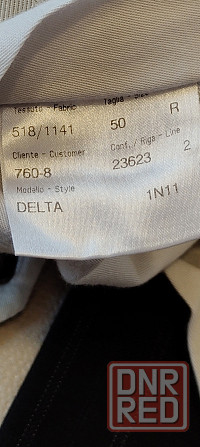 Tessuto - Fabric Taglia - Size
518/1141 50 R
Cliente - Customer Conf. / Riga - Line
760-8 23623 2
Modello - Style
DELTA 1N11
DNR
RED